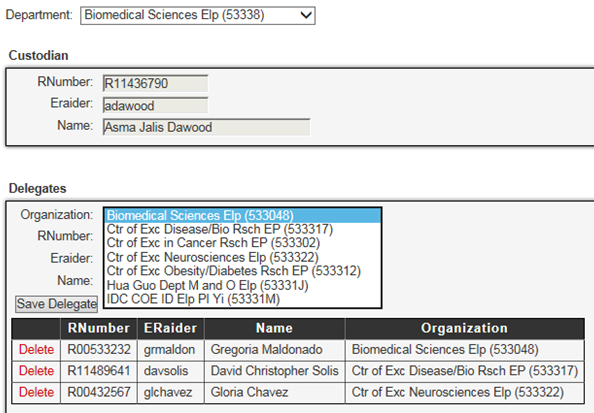 Department: Biomedical Sciences Elp (53338)
Custodian
RNumber: R11436790
Eraider: adawood
Name: Asma Jalis Dawood
Delegates
Organization: Biomedical Sciences Elp (533048)
Ctr of Exc Disease/Bio Rsch EP (533317)
RNumber: Ctr of Exc in Cancer Rsch EP (533302)
Eraider: Ctr of Exc Neurosciences Elp (533322)
Ctr of Exc Obesity/Diabetes Rsch EP (533312)
Name: Hua Guo Dept M and O Elp (53331J)
Save Delegate IDC COE ID Elp PI Yi (53331M)
RNumber ERaider Name Organization
Delete R00533232 grmaldon Gregoria Maldonado Biomedical Sciences Elp (533048)
Delete R11489641 davsolis David Christopher Solis Ctr of Exc Disease/Bio Rsch EP (533317)
Delete R00432567 glchavez Gloria Chavez Ctr of Exc Neurosciences Elp (533322)